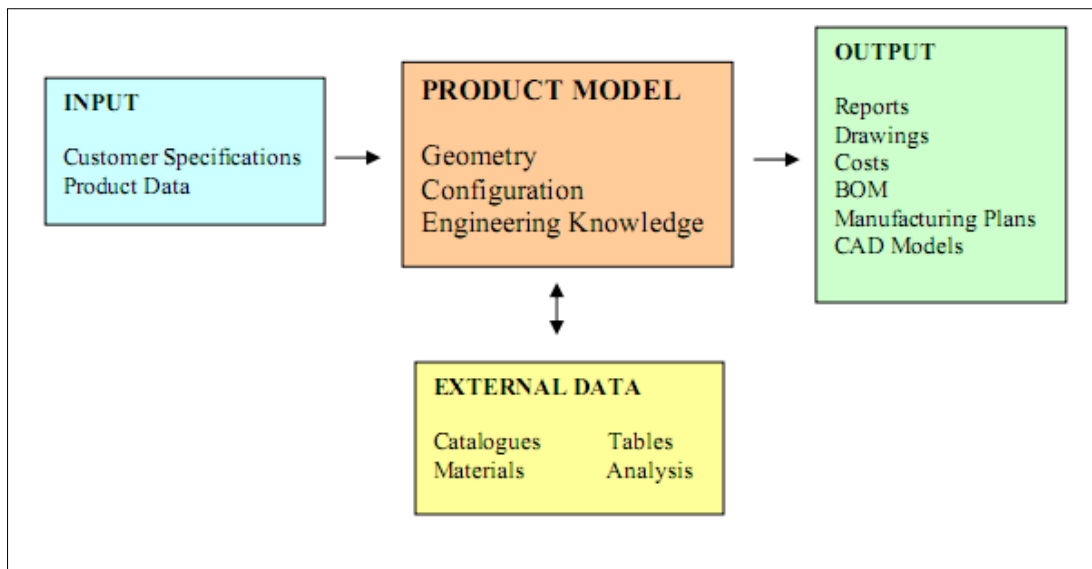 INPUT
Customer Specifications
Product Data
PRODUCT MODEL
Geometry
Configuration
Engineering Knowledge
OUTPUT
Reports
Drawings
Costs
BOM
Manufacturing Plans
CAD Models
EXTERNAL DATA
Catalogues Tables
Materials Analysis